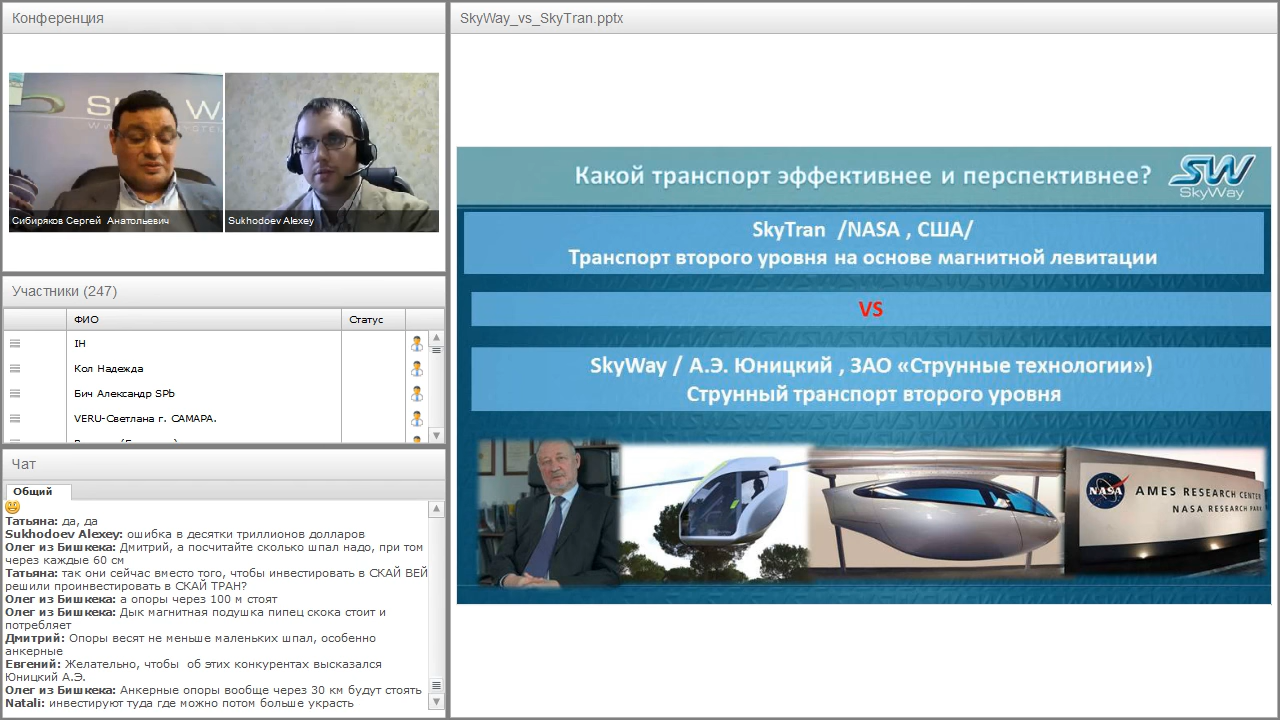 Конференция
Сибиряков Сергей Анатольевич
Sukhodoev Alexey
Участники (247)
ФИО
Статус
IH
Кол Надежда
Бич Александр SPb
VERU-Светлана г. САМАРА.
Чат
Общий
Татьяна: да, да
Sukhodoev Alexey: ошибка в десятки триллионов долларов
Олег из Бишкека: Дмитрий, а посчитайте сколько шпал надо, при том
через каждые 60 см
Татьяна: так они сейчас вместо того, чтобы инвестировать в СКАЙ ВЕЙ
решили проинвестировать в СКАЙ ТРАН?
Олег из Бишкека: а опоры через 100 м стоят
Олег из Бишкека: Дык магнитная подушка пипец скока стоит и
потребляет
Дмитрий: Опоры весят не меньше маленьких шпал, особенно
анкерные
Евгений: Желательно, чтобы об этих конкурентах высказался
Юницкий А.Э.
Олег из Бишкека: Анкерные опоры вообще через 30 км будут стоять
Natali: инвестируют туда где можно потом больше украсть
SkyWay_vs_SkyTran.pptx
Какой транспорт эффективнее и перспективнее?
SW
SkyWay
SkyTran /NASA , США/
Транспорт второго уровня на основе магнитной левитации
VS
SkyWay / А.Э. Юницкий , ЗАО «Струнные технологии»)
Струнный транспорт второго уровня
NASA
AMES RESEARCH CENTER
NASA RESEARCH PARK